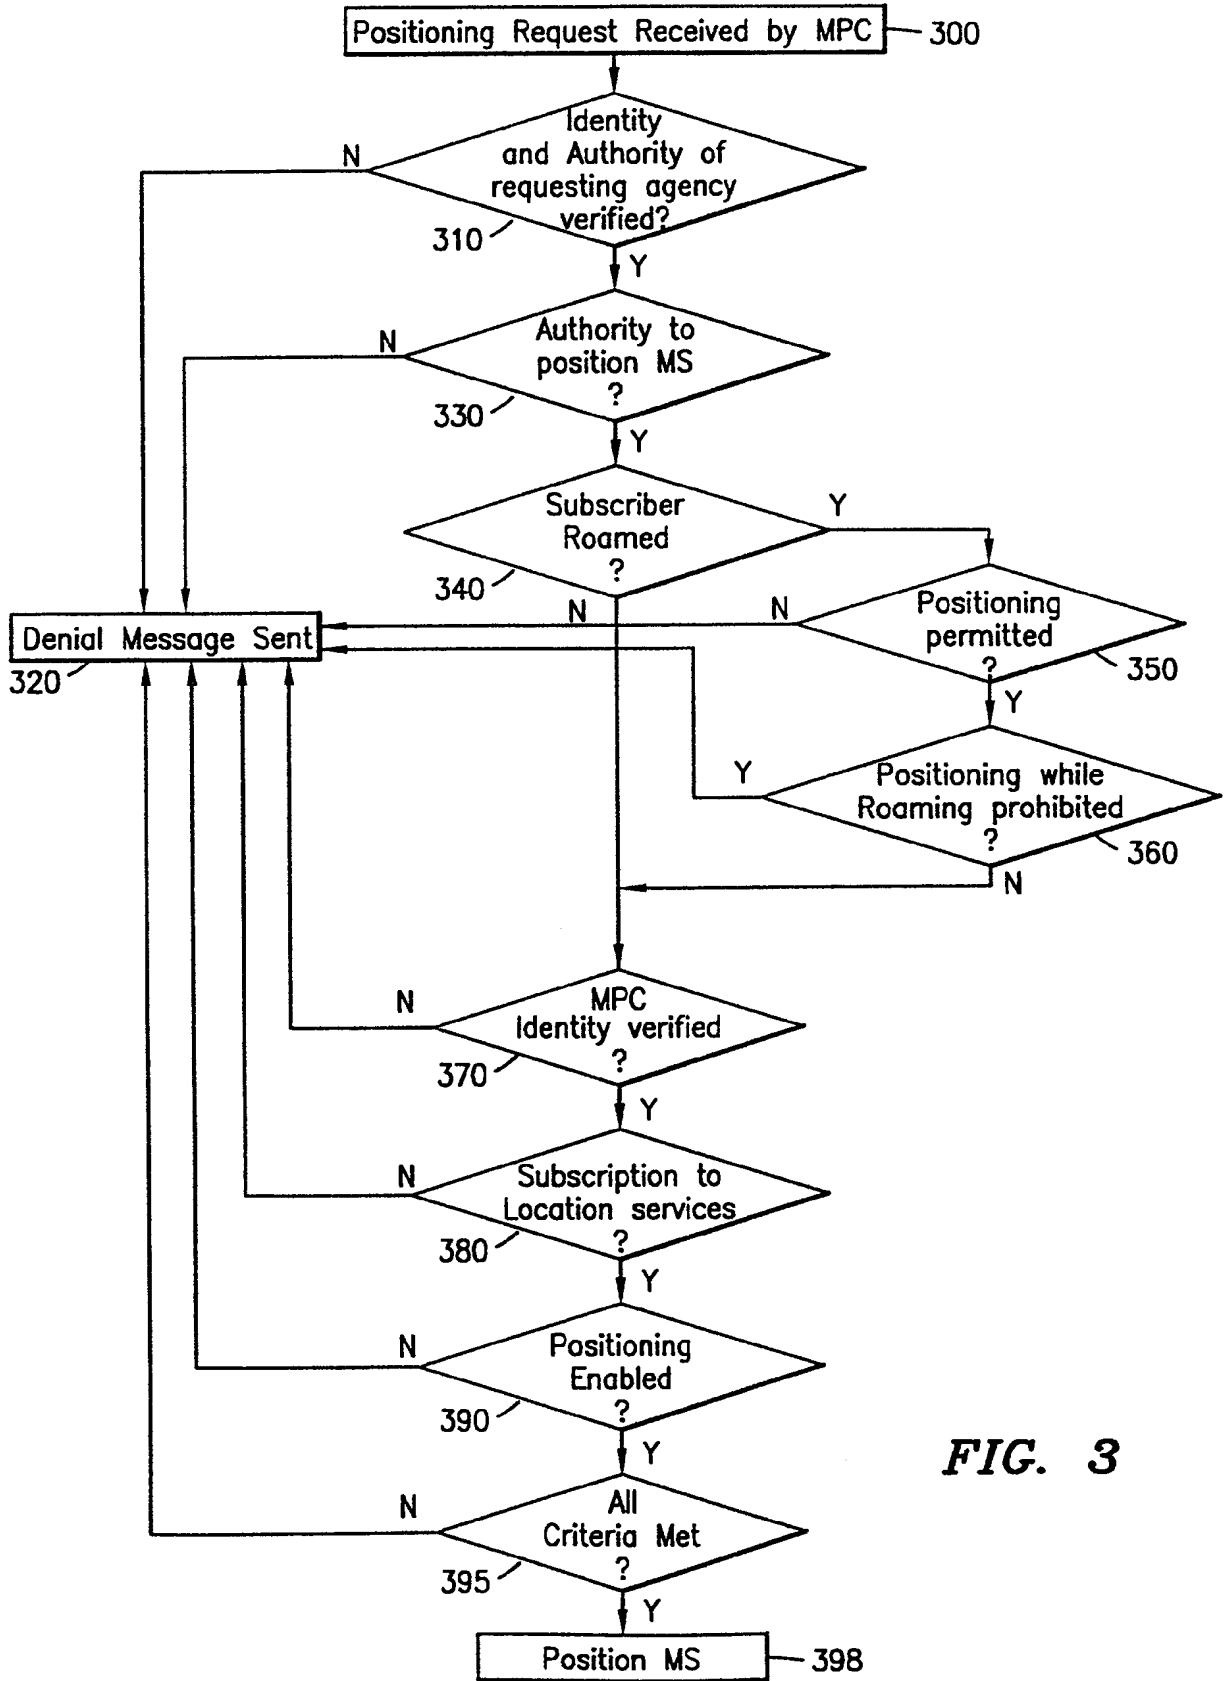 Positioning Request Received by MPC
300
Identity
and Authority of
requesting agency
verified?
N
310
Y
Authority to
position MS
?
N
330
Y
Subscriber
Roamed
?
Y
340
N
Positioning
permitted
?
N
350
Y
Denial Message Sent
320
Positioning while
Roaming prohibited
?
Y
360
N
MPC
Identity verified
?
N
370
Y
Subscription to
Location services
?
N
380
Y
Positioning
Enabled
?
N
390
Y
All
Criteria Met
?
N
395
Y
Position MS
398
FIG. 3